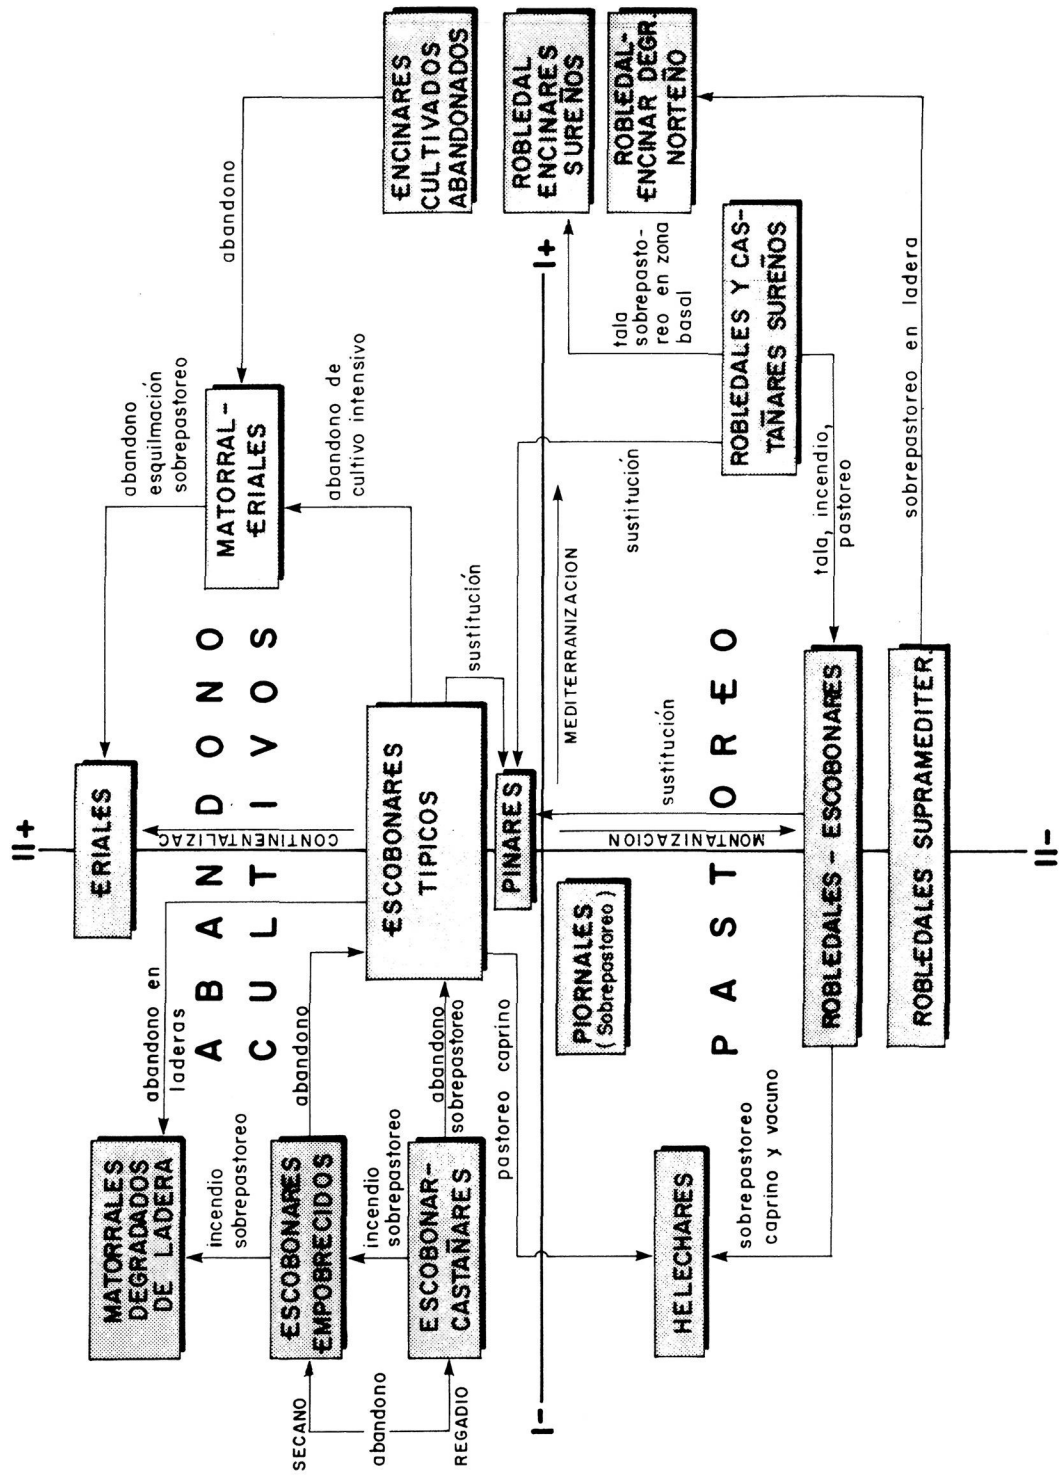 II+
ERIALES
CONTINENTALIZAC
ABANDONO
CULTIVOS
abandono
esquilmación
sobrepastoreo
abandono
MATORRAL-
ERIALES
abandono de
cultivo intensivo
ENCINARES
CULTIVADOS
ABANDONADOS
abandono en
laderas
MATORRALES
DEGRADADOS
DE LADERA
incendio
sobrepastoreo
ESCOBONARES
EMPOBRECIDOS
abandono
incendio
sobrepastoreo
ESCOBONAR-
CASTAÑARES
abandono
sobrepastoreo
SECANO
abandono
REGADIO
ESCOBONARES
TIPICOS
sustitución
pastoreo caprino
PINARES
I-
I+
MEDITERRANIZACION
MONTANIZACION
PIORNALES
(Sobrepastoreo)
PASTOREO
sustitución
sustitución
ROBLEDAL
ENCINARES
SUREÑOS
ROBLEDAL-
ENCINAR DEGR.
NORTEÑO
tala
sobrepasto-
reo en zona
basal
ROBLEDALES Y CAS-
TAÑARES SUREÑOS
tala, incendio,
pastoreo
HELECHARES
sobrepastoreo
caprino y vacuno
ROBLEDALES - ESCOBONARES
ROBLEDALES SUPRAMEDITER.
sobrepastoreo en ladera
II-